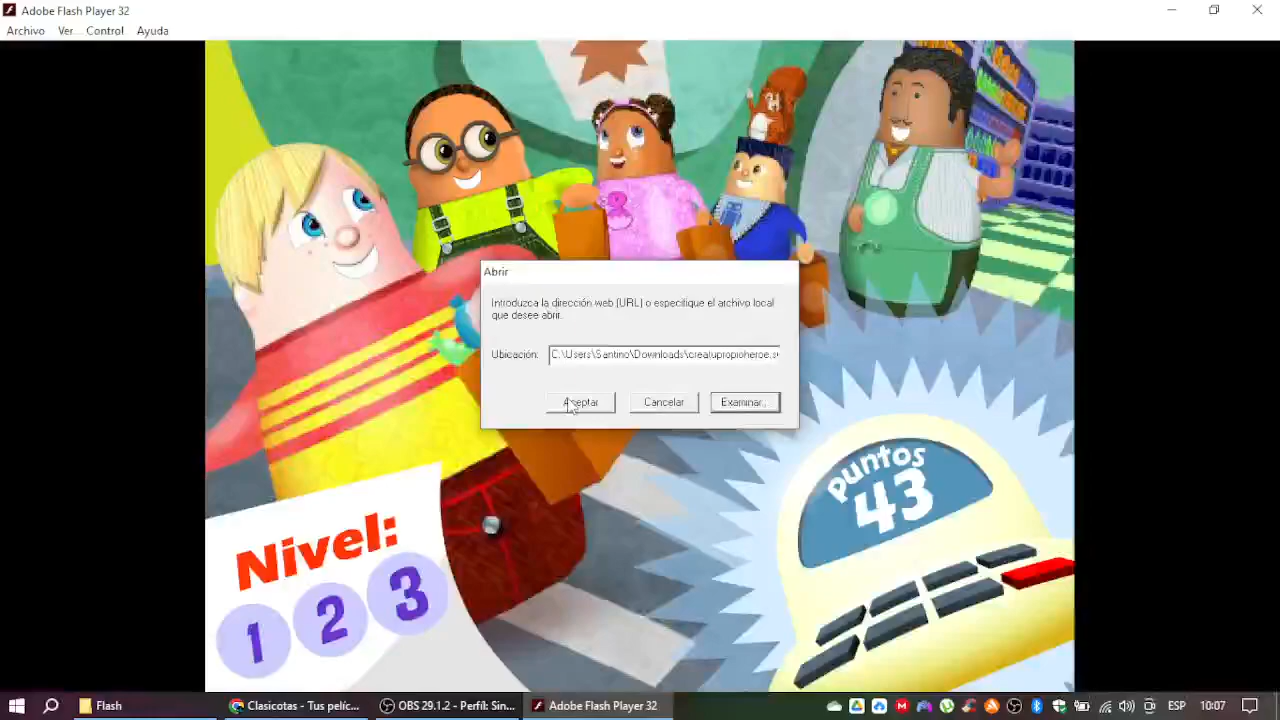 Adobe Flash Player 32
Archivo Ver... Control Ayuda
Abrir
Introduzca la dirección web (URL) o especifique el archivo local
que desee abrir.
Ubicación: C:\Users\Santino\Downloads\creatupropioheroe.s
Aceptar Cancelar Examinar...
puntos
43
Nivel:
1 2 3
Flash
Clasicotas - Tus pelíc...
OBS 29.1.2 - Perfil: Sin...
Adobe Flash Player 32
ESP
10:07